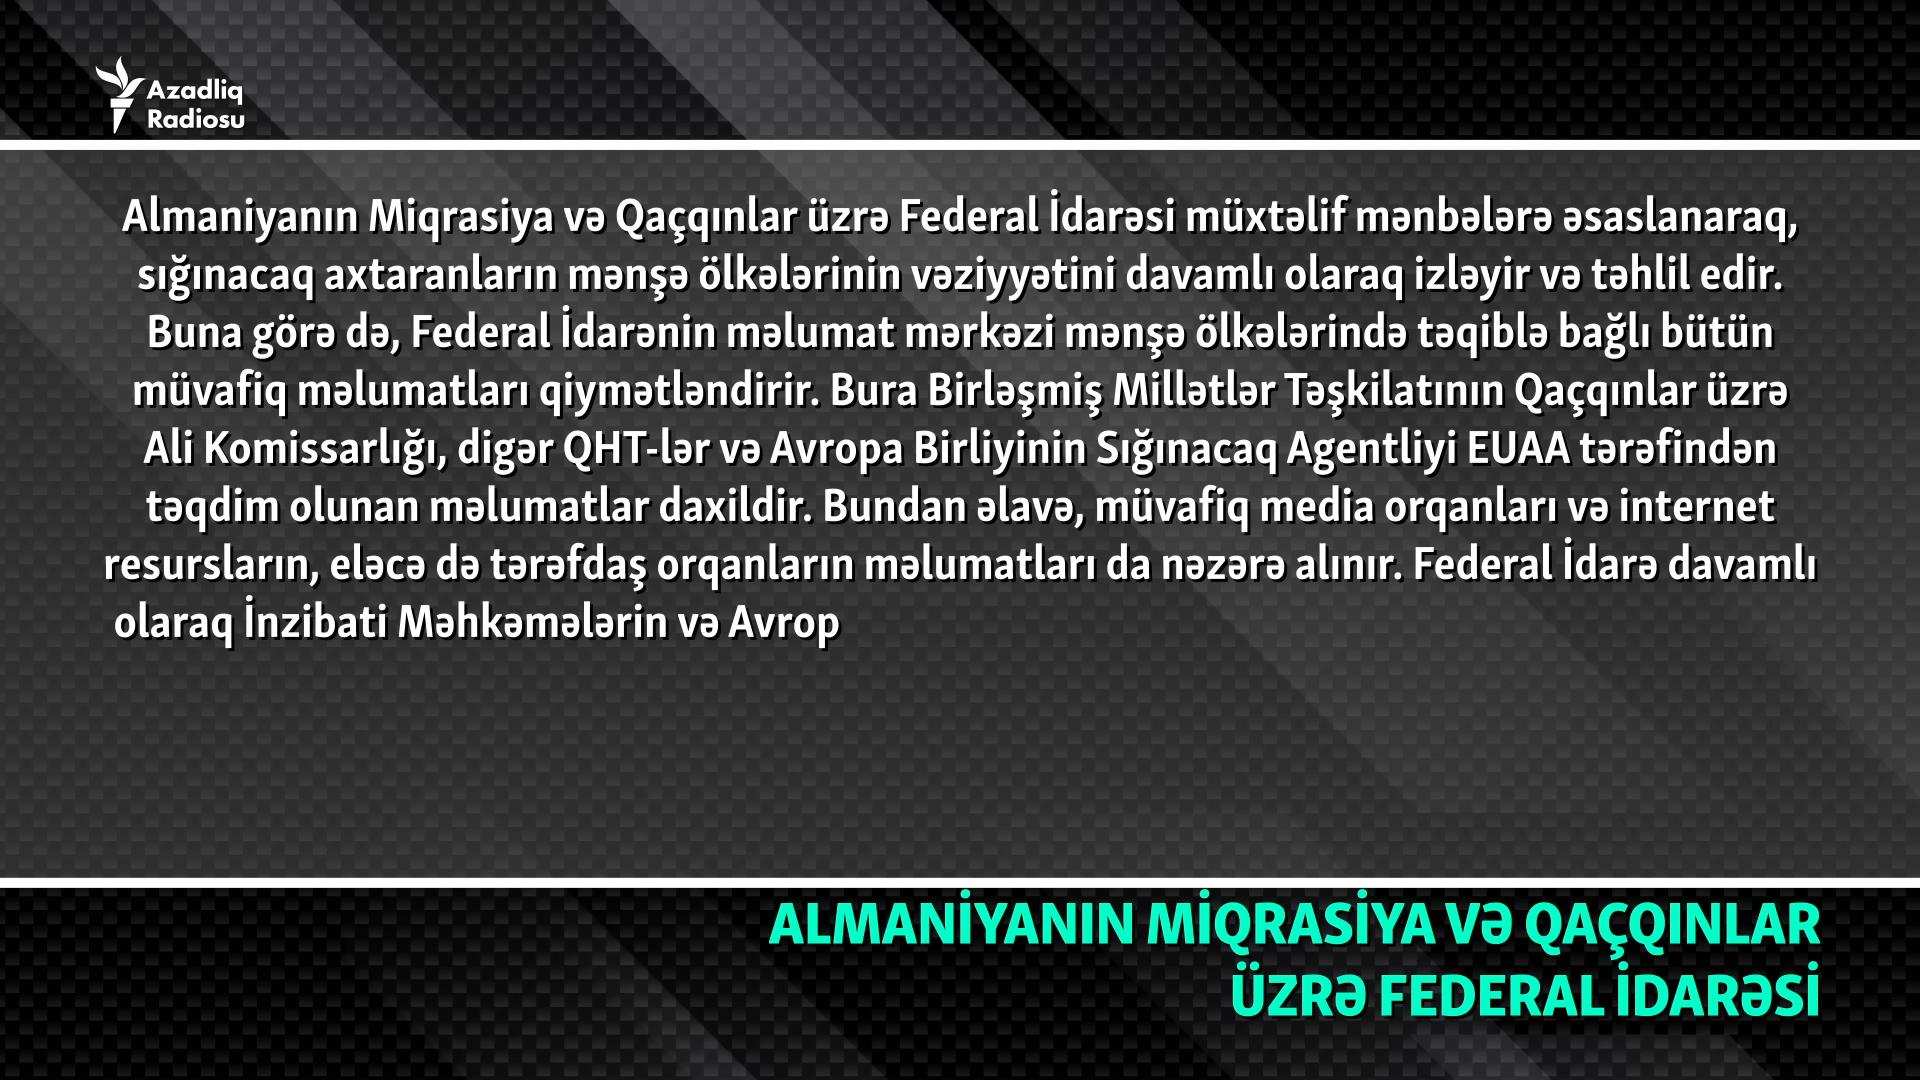 Azadliq
Radiosu
Almaniyanın Miqrasiya və Qaçqınlar üzrə Federal İdarəsi müxtəlif mənbələrə əsaslanaraq,
sığınacaq axtaranların mənşə ölkələrinin vəziyyətini davamlı olaraq izləyir və təhlil edir.
Buna görə də, Federal İdarənin məlumat mərkəzi mənşə ölkələrində təqiblə bağlı bütün
müvafiq məlumatları qiymətləndirir. Bura Birləşmiş Millətlər Təşkilatının Qaçqınlar üzrə
Ali Komissarlığı, digər QHT-lər və Avropa Birliyinin Sığınacaq Agentliyi EUAA tərəfindən
təqdim olunan məlumatlar daxildir. Bundan əlavə, müvafiq media orqanları və internet
resursların, eləcə də tərəfdaş orqanların məlumatları da nəzərə alınır. Federal İdarə davamlı
olaraq İnzibati Məhkəmələrin və Avrop
ALMANİYANIN MİQRASİYA VƏ QAÇQINLAR
ÜZRƏ FEDERAL İDARƏSİ